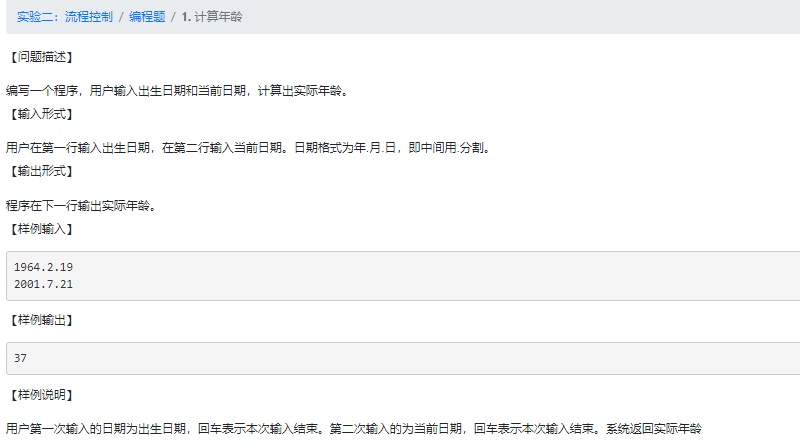 实验二：流程控制 / 编程题 / 1. 计算年龄
【问题描述】
编写一个程序，用户输入出生日期和当前日期，计算出实际年龄。
【输入形式】
用户在第一行输入出生日期，在第二行输入当前日期。日期格式为年.月.日，即中间用.分割。
【输出形式】
程序在下一行输出实际年龄。
【样例输入】
1964.2.19
2001.7.21
【样例输出】
37
【样例说明】
用户第一次输入的日期为出生日期，回车表示本次输入结束。第二次输入的为当前日期，回车表示本次输入结束。系统返回实际年龄